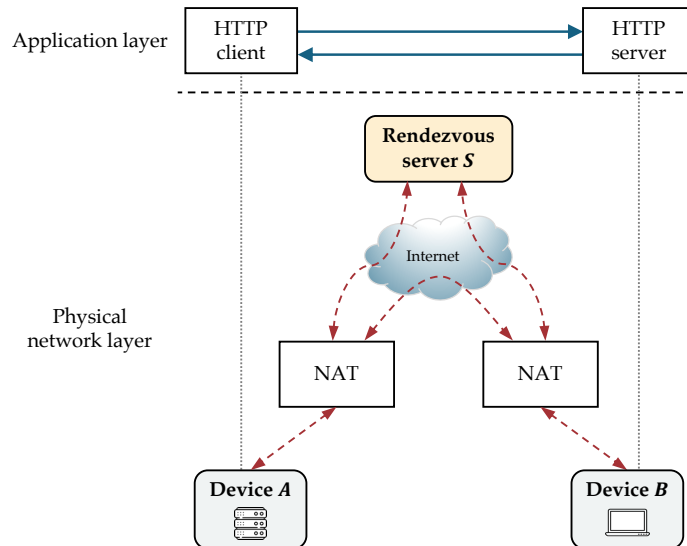 Application layer
HTTP
client
HTTP
server
Rendezvous
server S
Internet
Physical
network layer
NAT
NAT
Device A
Device B